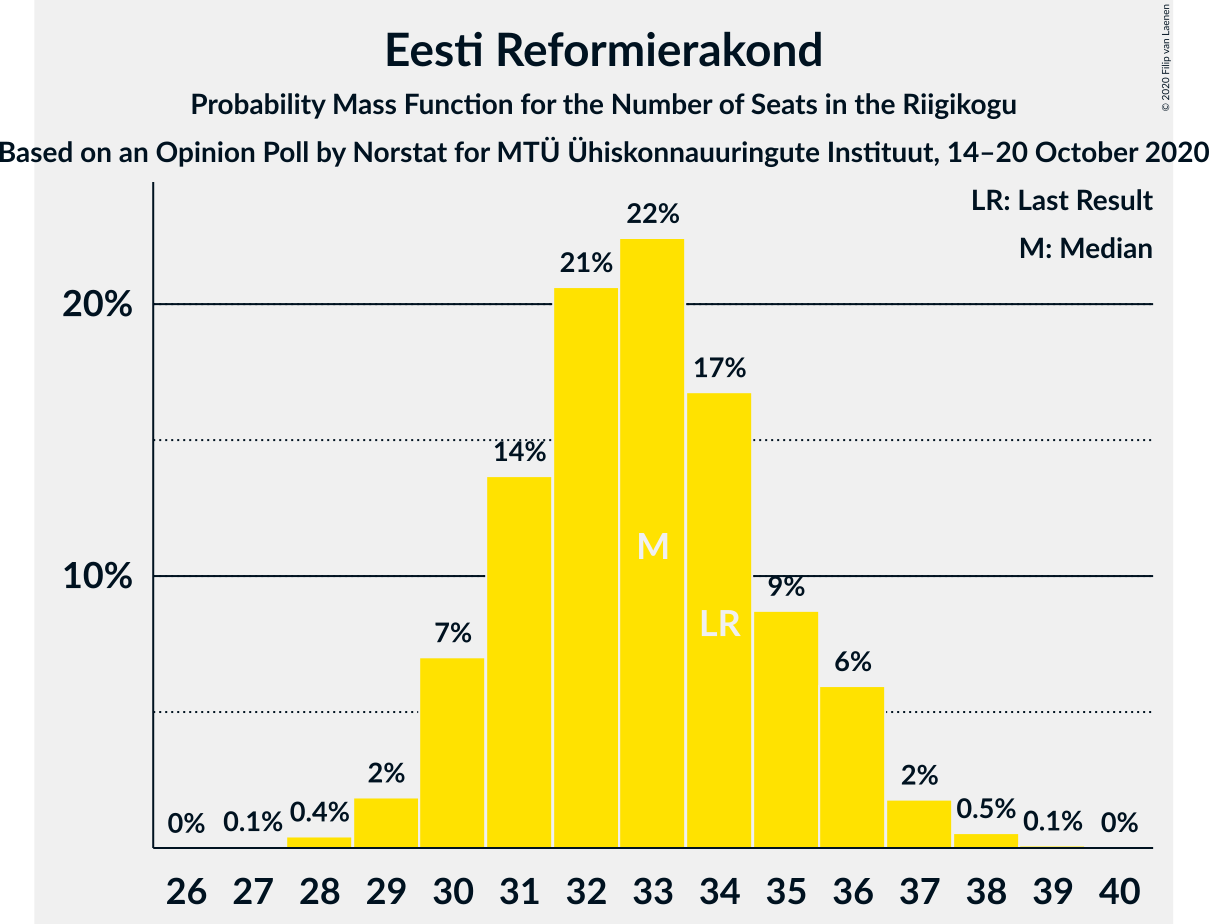 Eesti Reformierakond
Probability Mass Function for the Number of Seats in the Riigikogu
Based on an Opinion Poll by Norstat for MTÜ Ühiskonnauuringute Instituut, 14–20 October 2020
© 2020 Filip van Laenen
LR: Last Result
M: Median
22%
21%
20%
17%
14%
M
10%
9%
LR
7%
6%
2%
2%
0%
0.1%
0.4%
0.5%
0.1%
0%
26 27 28 29 30 31 32 33 34 35 36 37 38 39 40